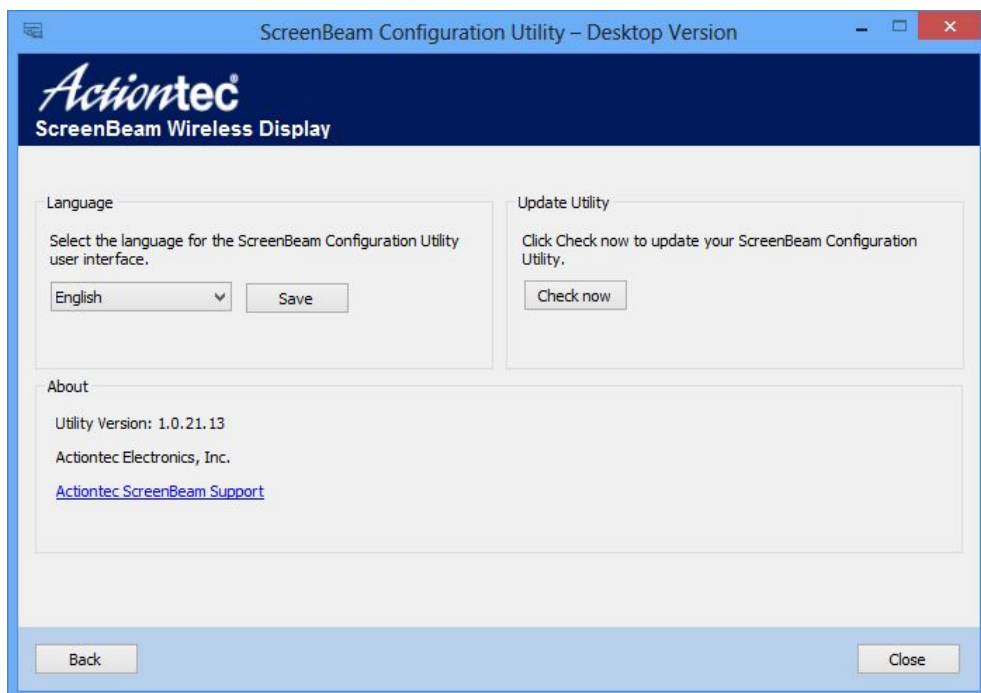 ScreenBeam Configuration Utility – Desktop Version
Actiontec
ScreenBeam Wireless Display
Language
Select the language for the ScreenBeam Configuration Utility
user interface.
English
Save
Update Utility
Click Check now to update your ScreenBeam Configuration
Utility.
Check now
About
Utility Version: 1.0.21.13
Actiontec Electronics, Inc.
Actiontec ScreenBeam Support
Back
Close